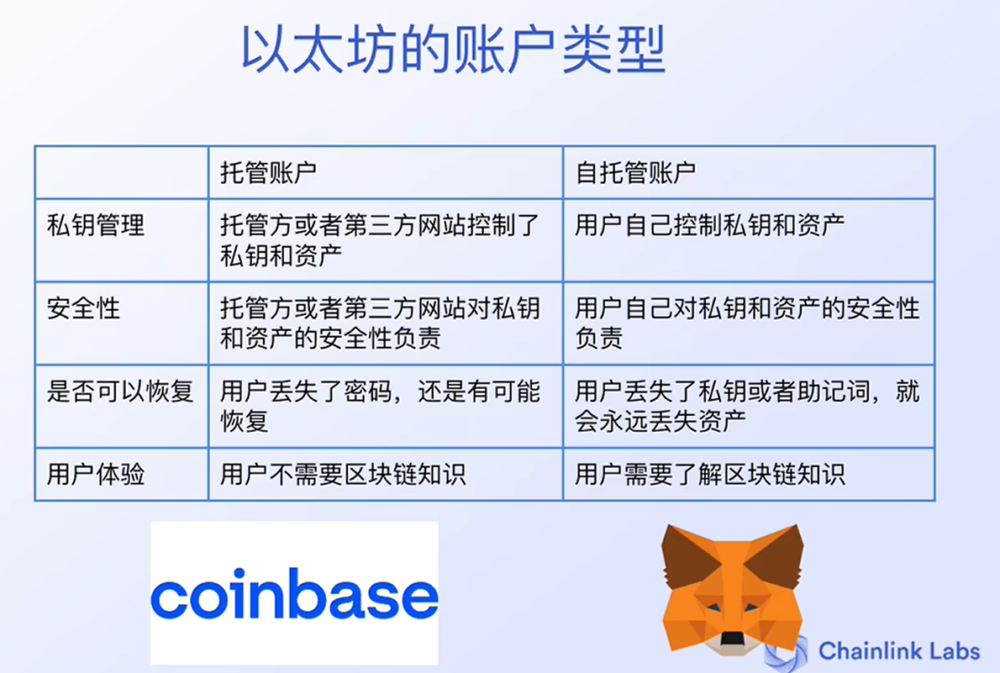 以太坊的账户类型
托管账户
自托管账户
私钥管理
托管方或者第三方网站控制了
私钥和资产
用户自己控制私钥和资产
安全性
托管方或者第三方网站对私钥
和资产的安全性负责
用户自己对私钥和资产的安全性
负责
是否可以恢复
用户丢失了密码，还是有可能
恢复
用户丢失了私钥或者助记词，就
会永远丢失资产
用户体验
用户不需要区块链知识
用户需要了解区块链知识
coinbase
Chainlink Labs